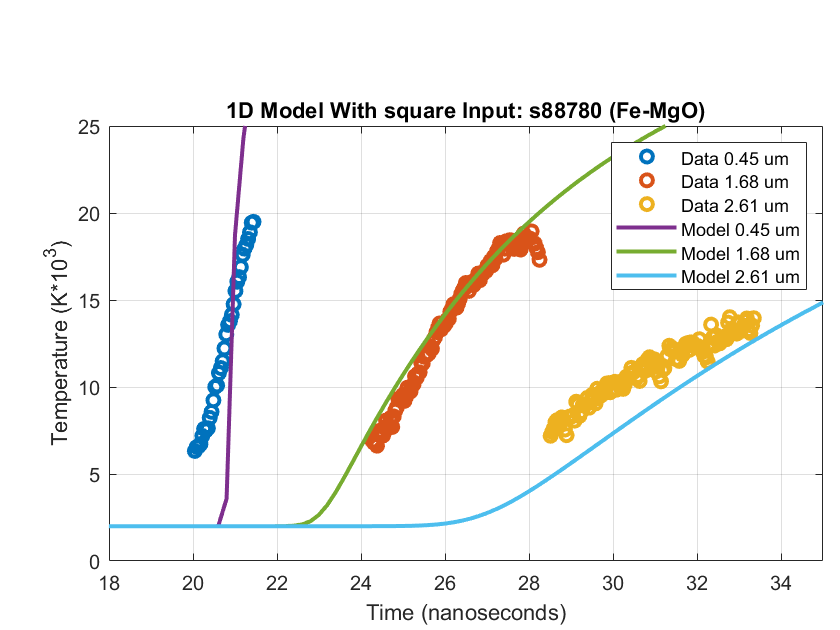 1D Model With square Input: s88780 (Fe-MgO)
25
20
15
10
5
0
Temperature (K*10^3)
18
20
22
24
26
28
30
32
34
Time (nanoseconds)
Data 0.45 um
Data 1.68 um
Data 2.61 um
Model 0.45 um
Model 1.68 um
Model 2.61 um